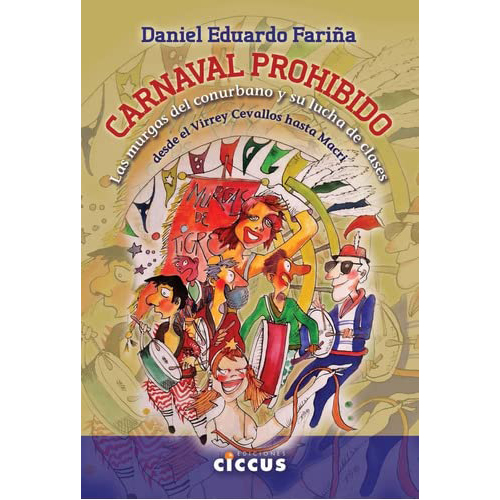 Daniel Eduardo Fariña
CARNAVAL PROHIBIDO
Las murgas del conurbano y su lucha de clases
desde el Virrey Cevallos hasta Macri
MURGAS
DE
TIGRE
EDICIONES
CICCUS